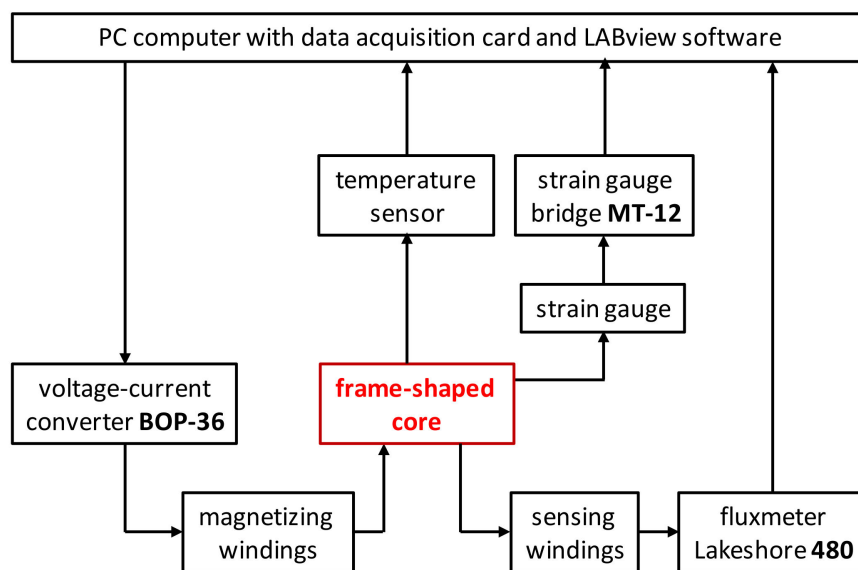 PC computer with data acquisition card and LABview software
temperature
sensor
strain gauge
bridge MT-12
strain gauge
voltage-current
converter BOP-36
frame-shaped
core
magnetizing
windings
sensing
windings
fluxmeter
Lakeshore 480